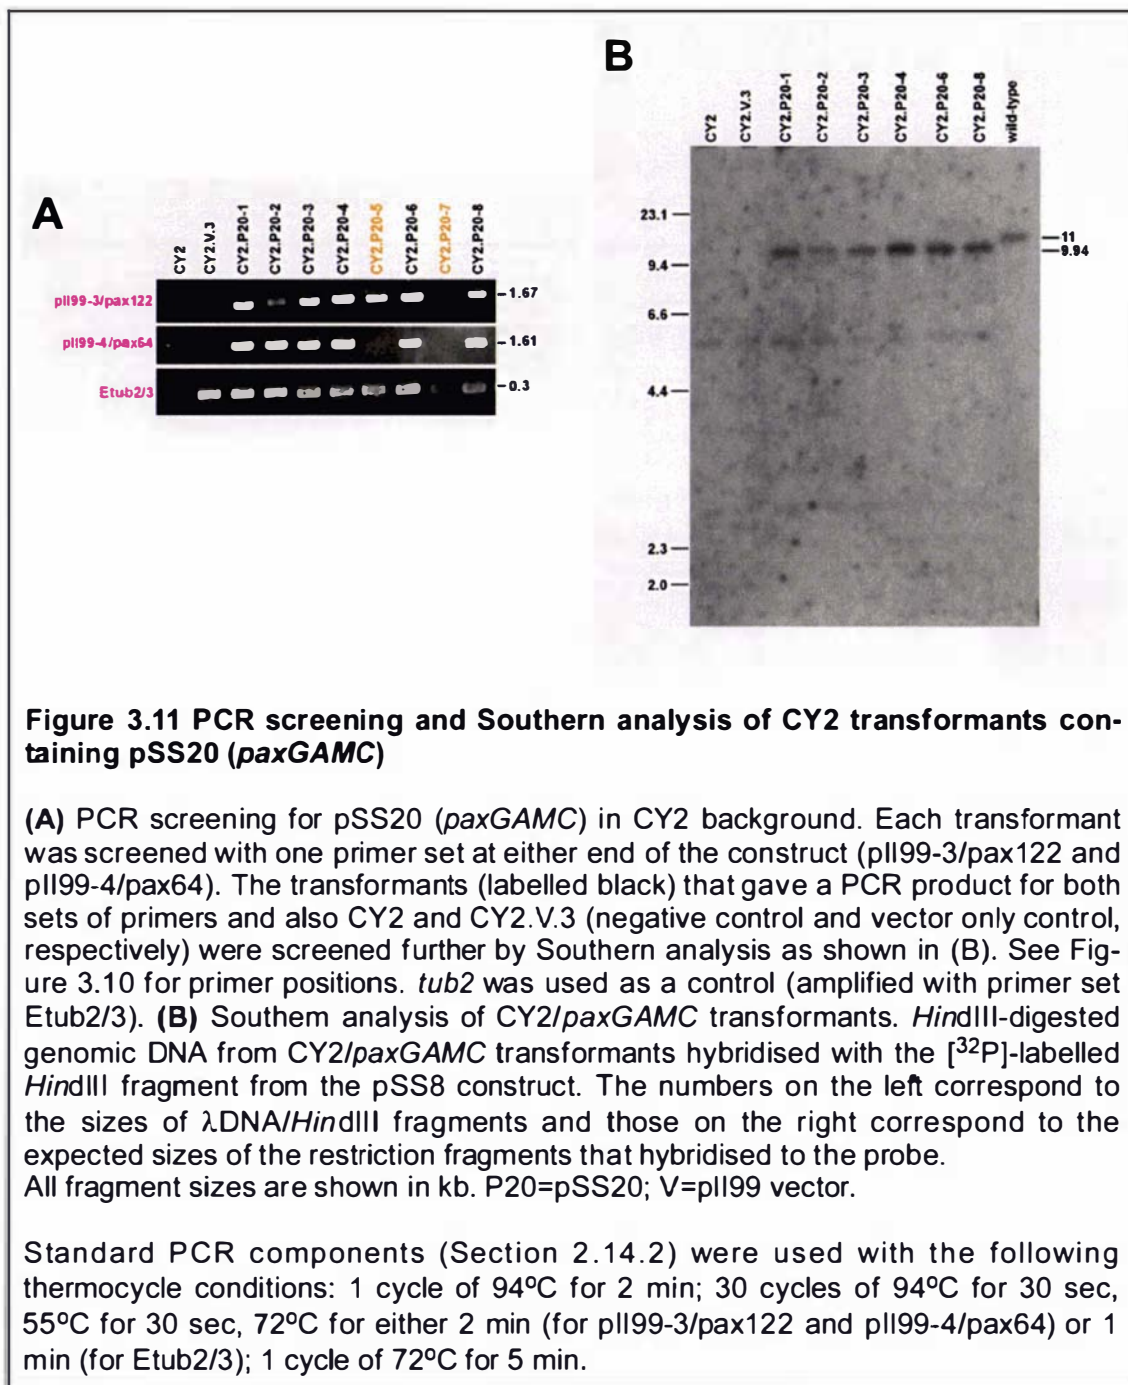 A
CY2
CY2.V.3
CY2.P20-1
CY2.P20-2
CY2.P20-3
CY2.P20-4
CY2.P20-5
CY2.P20-6
CY2.P20-7
CY2.P20-8
pII99-3/pax122
1.67
pII99-4/pax64
1.61
Etub2/3
0.3
B
CY2
CY2.V.3
CY2.P20-1
CY2.P20-2
CY2.P20-3
CY2.P20-4
CY2.P20-6
CY2.P20-8
wild-type
23.1
9.4
6.6
4.4
2.3
2.0
11
9.94
Figure 3.11 PCR screening and Southern analysis of CY2 transformants con-
taining pSS20 (paxGAMC)
(A) PCR screening for pSS20 (paxGAMC) in CY2 background. Each transformant
was screened with one primer set at either end of the construct (pII99-3/pax122 and
pII99-4/pax64). The transformants (labelled black) that gave a PCR product for both
sets of primers and also CY2 and CY2.V.3 (negative control and vector only control,
respectively) were screened further by Southern analysis as shown in (B). See Fig-
ure 3.10 for primer positions. tub2 was used as a control (amplified with primer set
Etub2/3). (B) Southern analysis of CY2/paxGAMC transformants. HindIII-digested
genomic DNA from CY2/paxGAMC transformants hybridised with the [³²P]-labelled
HindIII fragment from the pSS8 construct. The numbers on the left correspond to
the sizes of λDNA/HindIII fragments and those on the right correspond to the
expected sizes of the restriction fragments that hybridised to the probe.
All fragment sizes are shown in kb. P20=pSS20; V=pII99 vector.
Standard PCR components (Section 2.14.2) were used with the following
thermocycle conditions: 1 cycle of 94ºC for 2 min; 30 cycles of 94ºC for 30 sec,
55ºC for 30 sec, 72ºC for either 2 min (for pII99-3/pax122 and pII99-4/pax64) or 1
min (for Etub2/3); 1 cycle of 72ºC for 5 min.